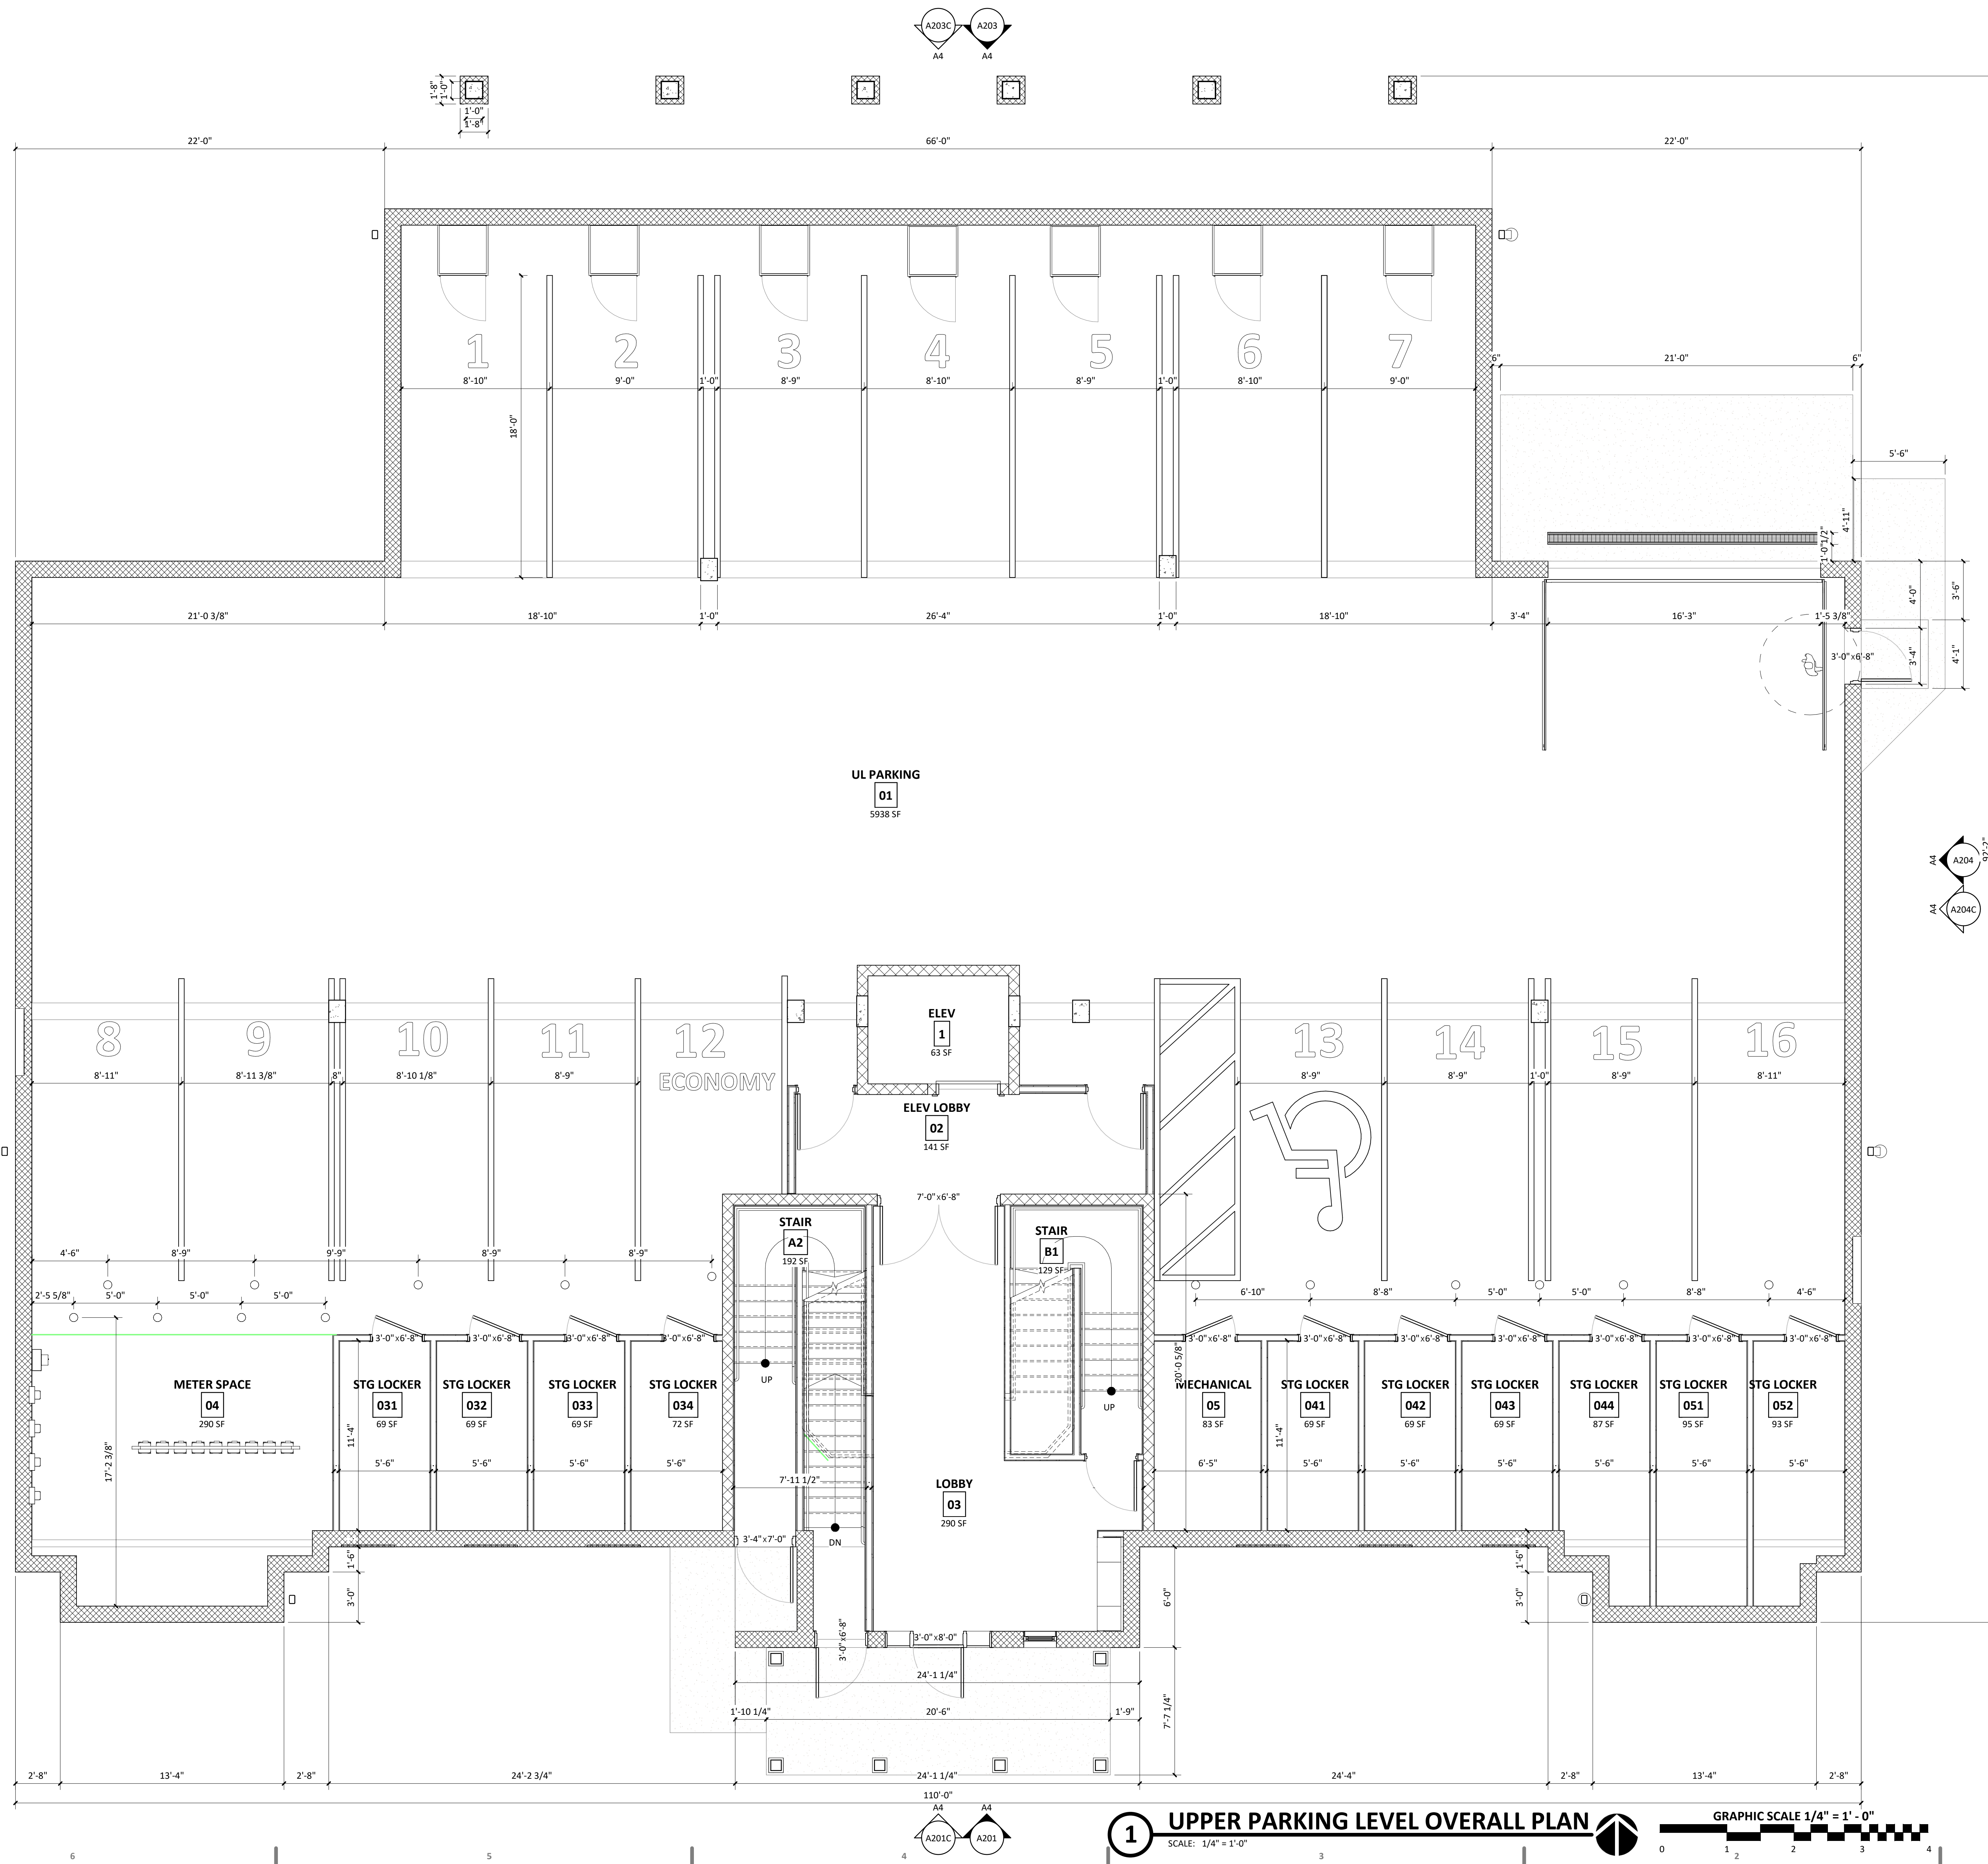 A203C A203
A4 A4
1'-8"
1'-0"
1'-0"
1'-8"
22'-0" 66'-0" 22'-0"
1 2 3 4 5 6 7
6" 21'-0" 6"
8'-10" 9'-0" 1'-0" 8'-9" 8'-10" 8'-9" 1'-0" 8'-10" 9'-0"
18'-0"
5'-6"
4'-11"
1'-0 1/2"
4'-0"
3'-6"
21'-0 3/8" 18'-10" 1'-0" 26'-4" 1'-0" 18'-10" 3'-4" 16'-3" 1'-5 3/8"
3'-0"x6'-8"
3'-4"
4'-1"
UL PARKING
01
5938 SF
92'-2"
A4 A204
A4 A204C
ELEV
1
63 SF
8 9 10 11 12 13 14 15 16
8'-11" 8'-11 3/8" 8" 8'-10 1/8" 8'-9" 8'-9" 8'-9" 1'-0" 8'-9" 8'-11"
ECONOMY
ELEV LOBBY
02
141 SF
7'-0"x6'-8"
STAIR
A2
192 SF
STAIR
B1
129 SF
4'-6" 8'-9" 9'-9" 8'-9" 8'-9"
2'-5 5/8" 5'-0" 5'-0" 5'-0"
6'-10" 8'-8" 5'-0" 5'-0" 8'-8" 4'-6"
3'-0"x6'-8" 3'-0"x6'-8" 3'-0"x6'-8" 3'-0"x6'-8" 3'-0"x6'-8" 3'-0"x6'-8" 3'-0"x6'-8" 3'-0"x6'-8" 3'-0"x6'-8" 3'-0"x6'-8" 3'-0"x6'-8"
20'-0 5/8"
UP
UP
METER SPACE STG LOCKER STG LOCKER STG LOCKER STG LOCKER MECHANICAL STG LOCKER STG LOCKER STG LOCKER STG LOCKER STG LOCKER STG LOCKER
04 031 032 033 034 05 041 042 043 044 051 052
290 SF 69 SF 69 SF 69 SF 72 SF 83 SF 69 SF 69 SF 69 SF 87 SF 95 SF 93 SF
17'-2 3/8"
11'-4"
11'-4"
5'-6" 5'-6" 5'-6" 5'-6" 7'-11 1/2" 6'-5" 5'-6" 5'-6" 5'-6" 5'-6" 5'-6" 5'-6"
LOBBY
03
290 SF
3'-4"x7'-0"
DN
1'-6"
3'-0"
6'-0"
1'-6"
3'-0"
3'-0"x6'-8"
3'-0"x8'-0"
24'-1 1/4"
1'-10 1/4" 20'-6" 1'-9"
7'-7 1/4"
2'-8" 13'-4" 2'-8" 24'-2 3/4" 24'-1 1/4" 24'-4" 2'-8" 13'-4" 2'-8"
110'-0"
A4 A4
A201C A201
1 UPPER PARKING LEVEL OVERALL PLAN
SCALE: 1/4" = 1'-0"
GRAPHIC SCALE 1/4" = 1' - 0"
0 1 2 3 4
6 5 4 3 2